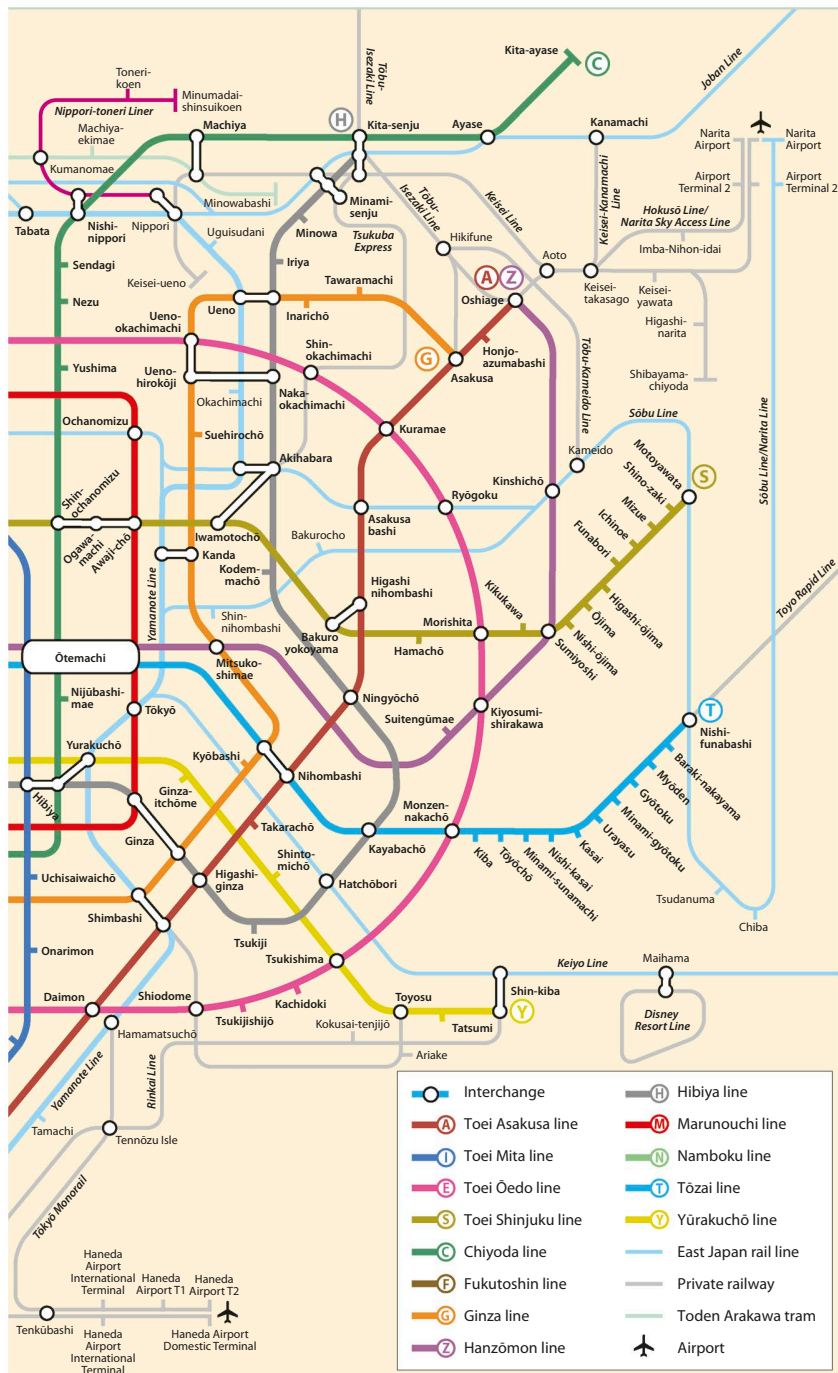 Toneri-
koen
Minumadai-
shinsuikoen
Nippori-toneri Liner
Machiya-
ekimae
Kumanomae
Machiya
H
Tōbu-
Isezaki Line
Kita-senju
Ayase
Kita-ayase
C
Kanamachi
Joban Line
Narita
Airport
Narita
Airport
Airport
Terminal 2
Airport
Terminal 2
Keisei-Kanamachi
Line
Hokusō Line/
Narita Sky Access Line
Imba-Nihon-idai
Tabata
Nishi-
nippori
Nippori
Minowabashi
Uguisudani
Minami-
senju
Minowa
Tsukuba
Express
Tōbu-
Isezaki Line
Keisei Line
Hikifune
Aoto
Keisei-
takasago
Keisei-
yawata
Higashi-
narita
Shibayama-
chiyoda
Sendagi
Nezu
Yushima
Keisei-ueno
Iriya
Tawaramachi
Ueno
Inarichō
A
Z
Oshiage
Ueno-
okachimachi
Shin-
okachimachi
G
Asakusa
Honjo-
azumabashi
Tōbu-Kameido Line
Ueno-
hirokōji
Okachimachi
Naka-
okachimachi
Ochanomizu
Suehirochō
Kuramae
Sōbu Line
Sōbu Line/Narita Line
Kameido
Akihabara
Kinshichō
Motoyawata
S
Shino-zaki
Mizue
Ichinoe
Funabori
Shin-
ochanomizu
Ogawa-
machi
Awaji-chō
Iwamotochō
Asakusa
bashi
Ryōgoku
Bakurocho
Kanda
Kodem-
machō
Higashi
nihombashi
Kikukawa
Toyo Rapid Line
Yamanote Line
Shin-
nihombashi
Bakuro
yokoyama
Hamachō
Morishita
Sumiyoshi
Nishi-ojima
Ōjima
Higashi-ōjima
Ōtemachi
Mitsuko-
shimae
Nijūbashi-
mae
Tōkyō
Ningyōchō
Suitengūmae
Kiyosumi-
shirakawa
T
Nishi-
funabashi
Yurakuchō
Kyōbashi
Nihombashi
Baraki-nakayama
Myōden
Gyōtoku
Minami-gyōtoku
Urayasu
Kasai
Hibiya
Ginza-
itchōme
Ginza
Takarachō
Kayabachō
Monzen-
nakachō
Kiba
Tōyōchō
Minami-sunamachi
Nishi-kasai
Uchisaiwaichō
Higashi-
ginza
Shinto-
michō
Hatchōbori
Tsudanuma
Chiba
Shimbashi
Onarimon
Tsukiji
Tsukishima
Keiyo Line
Maihama
Shin-kiba
Y
Disney
Resort Line
Daimon
Shiodome
Tsukijishijō
Kachidoki
Toyosu
Tatsumi
Hamamatsuchō
Kokusai-tenjijō
Ariake
Yamanote Line
Rinkai Line
Tamachi
Tennōzu Isle
Tōkyō Monorail
Haneda
Airport
International
Terminal
Haneda
Airport T1
Haneda
Airport T2
Tenkūbashi
Haneda
Airport
International
Terminal
Haneda Airport
Domestic Terminal
Interchange
A Toei Asakusa line
I Toei Mita line
E Toei Ōedo line
S Toei Shinjuku line
C Chiyoda line
F Fukutoshin line
G Ginza line
Z Hanzōmon line
H Hibiya line
M Marunouchi line
N Namboku line
T Tōzai line
Y Yūrakuchō line
East Japan rail line
Private railway
Toden Arakawa tram
Airport